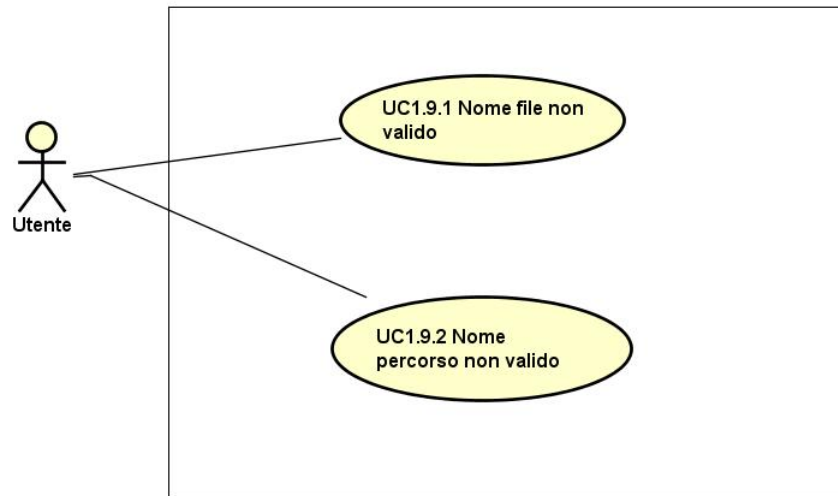 UC1.9.1 Nome file non
valido
Utente
UC1.9.2 Nome
percorso non valido